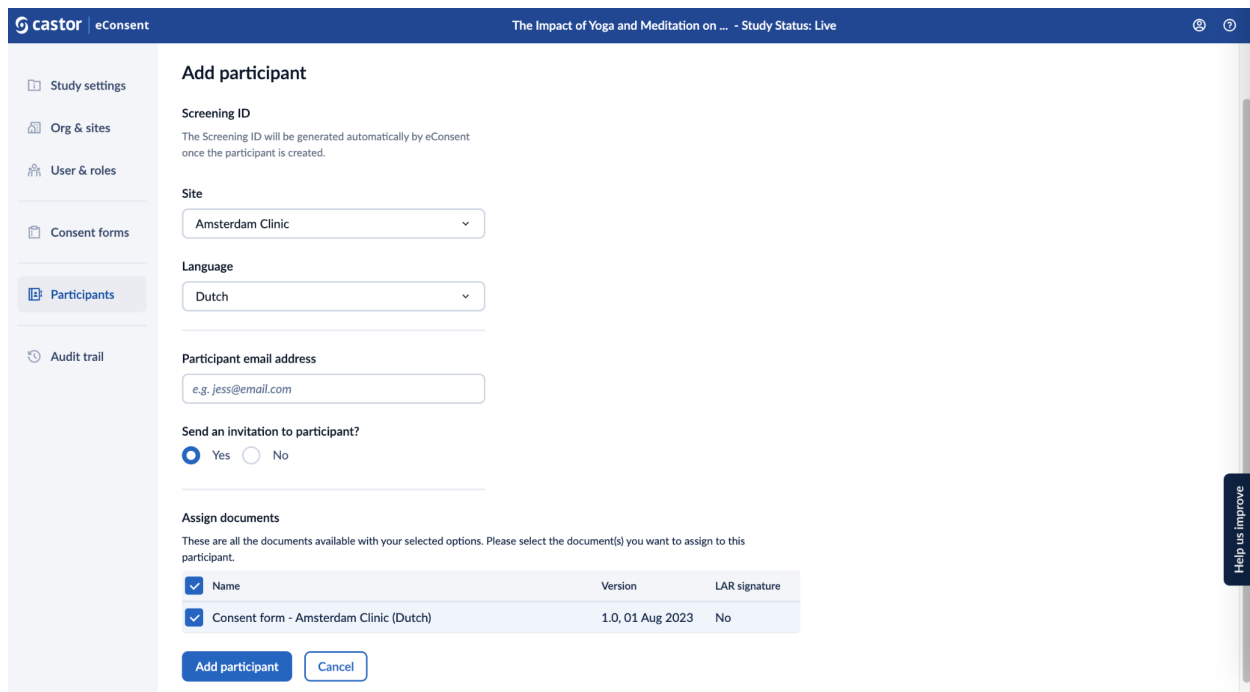 castor eConsent
The Impact of Yoga and Meditation on ... - Study Status: Live
Study settings
Org & sites
User & roles
Consent forms
Participants
Audit trail
Add participant
Screening ID
The Screening ID will be generated automatically by eConsent
once the participant is created.
Site
Amsterdam Clinic
Language
Dutch
Participant email address
e.g. jess@email.com
Send an invitation to participant?
Yes No
Assign documents
These are all the documents available with your selected options. Please select the document(s) you want to assign to this
participant.
Name Version LAR signature
Consent form - Amsterdam Clinic (Dutch) 1.0, 01 Aug 2023 No
Add participant Cancel
Help us improve